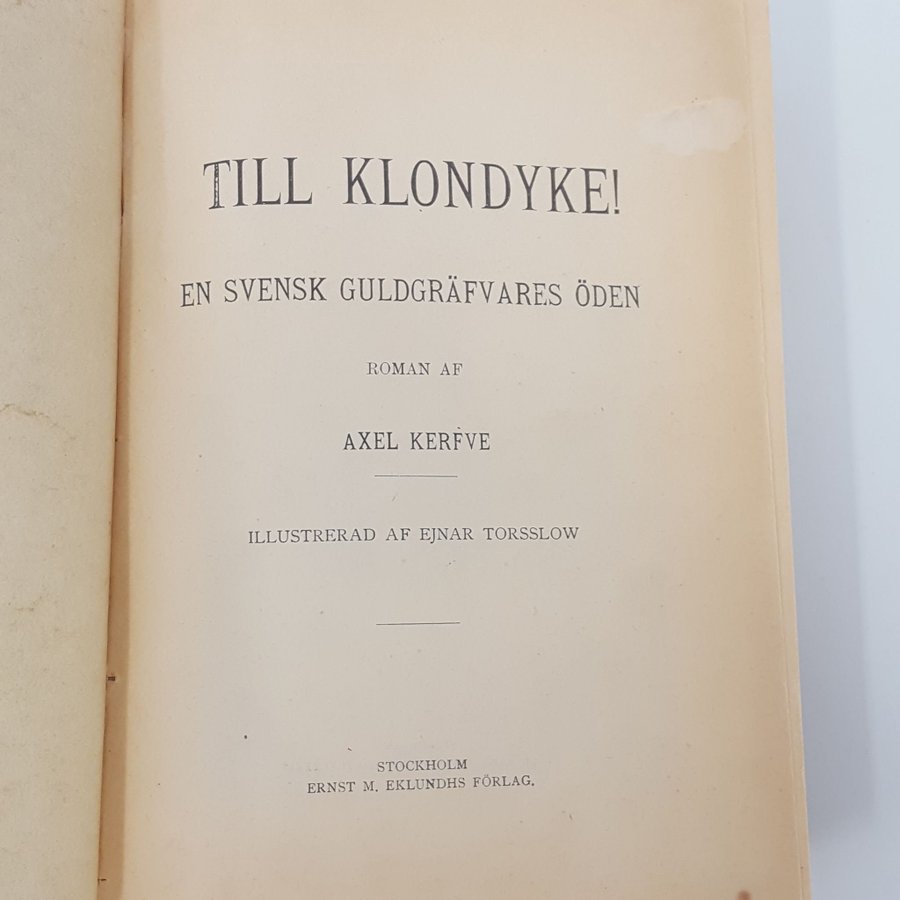 TILL KLONDYKE!
EN SVENSK GULDGRÄFVARES ÖDEN
ROMAN AF
AXEL KERFVE
ILLUSTRERAD AF EJNAR TORSSLOW
STOCKHOLM
ERNST M. EKLUNDHS FÖRLAG.